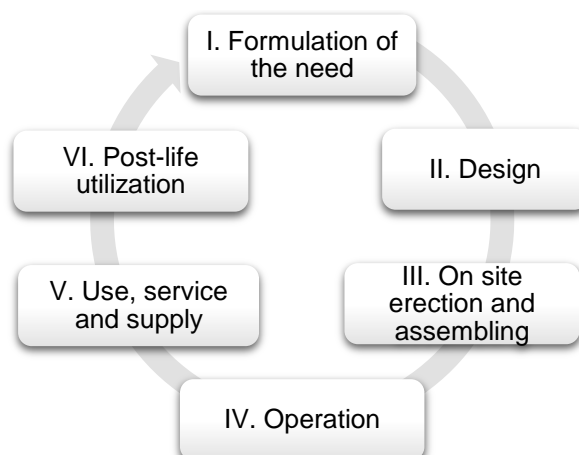 I. Formulation of
the need
II. Design
III. On site
erection and
assembling
IV. Operation
V. Use, service
and supply
VI. Post-life
utilization